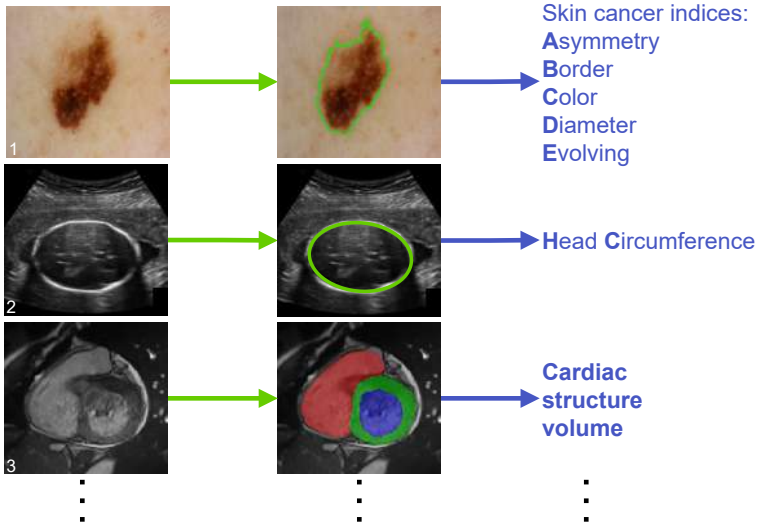 Skin cancer indices:
Asymmetry
Border
Color
Diameter
Evolving
1
Head Circumference
2
Cardiac
structure
volume
3